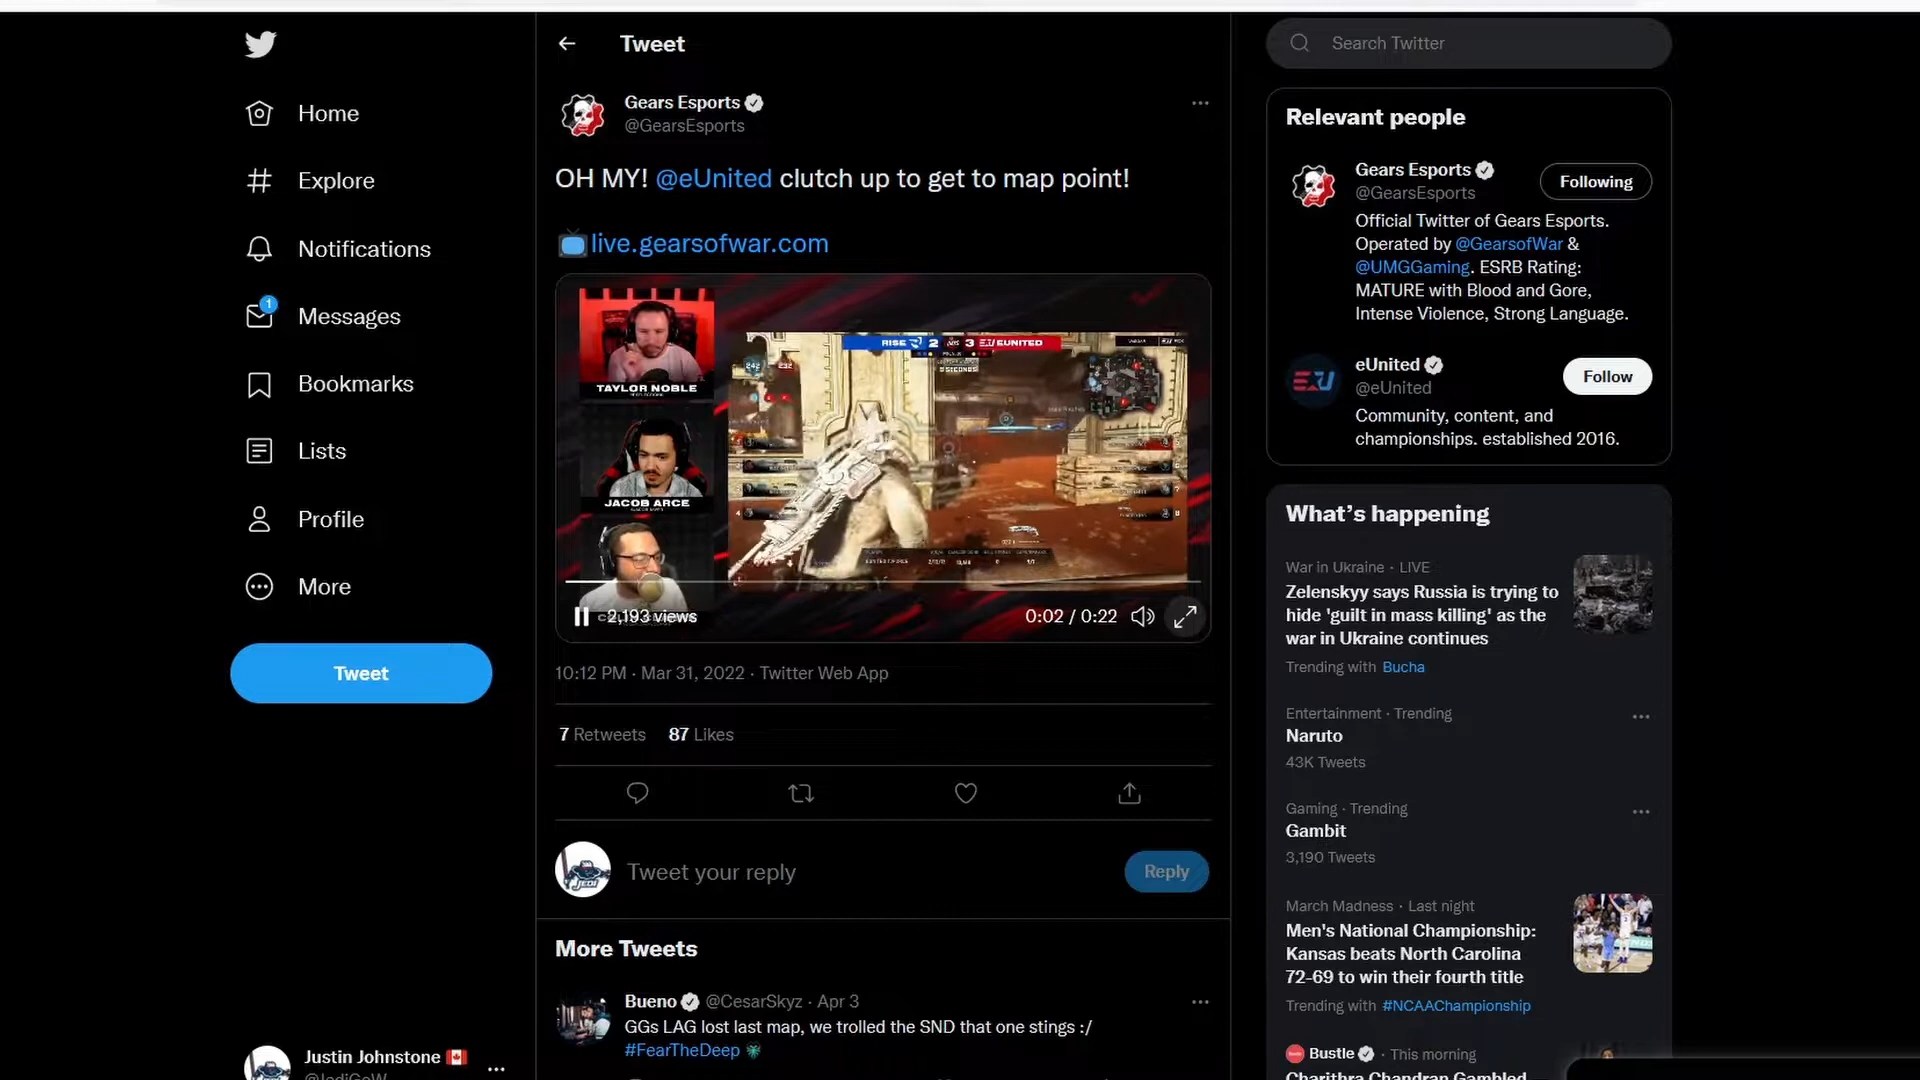 Home
Explore
Notifications
1
Messages
Bookmarks
Lists
Profile
More
Tweet
Justin Johnstone
Tweet
Gears Esports
@GearsEsports
OH MY! @eUnited clutch up to get to map point!
live.gearsofwar.com
TAYLOR NOBLE
JACOB ARCE
RISE 2 VS 3 EUNITED
2,193 views
0:02 / 0:22
10:12 PM · Mar 31, 2022 · Twitter Web App
7 Retweets 87 Likes
Tweet your reply
Reply
More Tweets
Bueno @CesarSkyz · Apr 3
GGs LAG lost last map, we trolled the SND that one stings :/
#FearTheDeep
Search Twitter
Relevant people
Gears Esports
@GearsEsports
Following
Official Twitter of Gears Esports.
Operated by @GearsofWar &
@UMGGaming. ESRB Rating:
MATURE with Blood and Gore,
Intense Violence, Strong Language.
eUnited
@eUnited
Follow
Community, content, and
championships. established 2016.
What's happening
War in Ukraine · LIVE
Zelenskyy says Russia is trying to
hide 'guilt in mass killing' as the
war in Ukraine continues
Trending with Bucha
Entertainment · Trending
Naruto
43K Tweets
Gaming · Trending
Gambit
3,190 Tweets
March Madness · Last night
Men's National Championship:
Kansas beats North Carolina
72-69 to win their fourth title
Trending with #NCAAChampionship
Bustle · This morning
Charithra Chandran Gambled